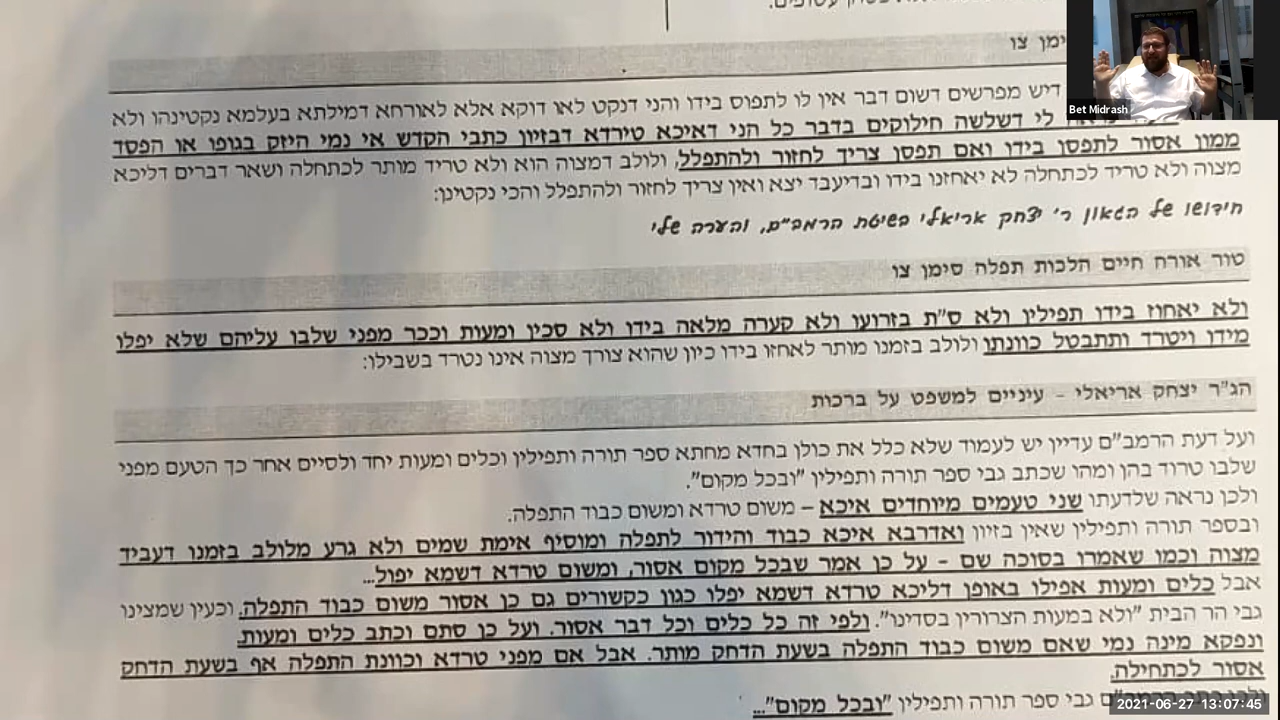 ימן צו
דיש מפרשים דשום דבר אין לו לתפוס בידו והני דנקט לאו דוקא אלא לאורחא דמילתא בעלמא נקטינהו ולא
לי דשלשה חילוקים בדבר כל הני דאיכא טירדא דבזיון כתבי הקדש אי נמי היזק בגופו או הפסד
ממון אסור לתפסן בידו ואם תפסן צריך לחזור ולהתפלל, ולולב דמצוה הוא ולא טריד מותר לכתחלה ושאר דברים דליכא
מצוה ולא טריד לכתחלה לא יאחזנו בידו ובדיעבד יצא ואין צריך לחזור ולהתפלל והכי נקטינן:
חידושו של הגאון ר' יצחק אריאלי בשיטת הרמב"ם, והערה שלי
טור אורח חיים הלכות תפלה סימן צו
ולא יאחוז בידו תפילין ולא ס"ת בזרועו ולא קערה מלאה בידו ולא סכין ומעות וככר מפני שלבו עליהם שלא יפלו
מידו ויטרד ותתבטל כוונתו ולולב בזמנו מותר לאחזו בידו כיון שהוא צורך מצוה אינו נטרד בשבילו:
הג"ר יצחק אריאלי - עיניים למשפט על ברכות
ועל דעת הרמב"ם עדיין יש לעמוד שלא כלל את כולן בחדא מחתא ספר תורה ותפילין וכלים ומעות יחד ולסיים אחר כך הטעם מפני
שלבו טרוד בהן ומהו שכתב גבי ספר תורה ותפילין "ובכל מקום".
ולכן נראה שלדעתו שני טעמים מיוחדים איכא – משום טרדא ומשום כבוד התפלה.
ובספר תורה ותפילין שאין בזיון ואדרבא איכא כבוד והידור לתפלה ומוסיף אימת שמים ולא גרע מלולב בזמנו דעביד
מצוה וכמו שאמרו בסוכה שם – על כן אמר שבכל מקום אסור, ומשום טרדא דשמא יפול...
אבל כלים ומעות אפילו באופן דליכא טרדא דשמא יפלו כגון כקשורים גם כן אסור משום כבוד התפלה, וכעין שמצינו
גבי הר הבית "ולא במעות הצרורין בסדינו". ולפי זה כל כלים וכל דבר אסור. ועל כן סתם וכתב כלים ומעות.
ונפקא מינה נמי שאם משום כבוד התפלה בשעת הדחק מותר. אבל אם מפני טרדא וכוונת התפלה אף בשעת הדחק
אסור לכתחילה.
גבי ספר תורה ותפילין "ובכל מקום"...
Bet Midrash
2021-06-27 13:07:45